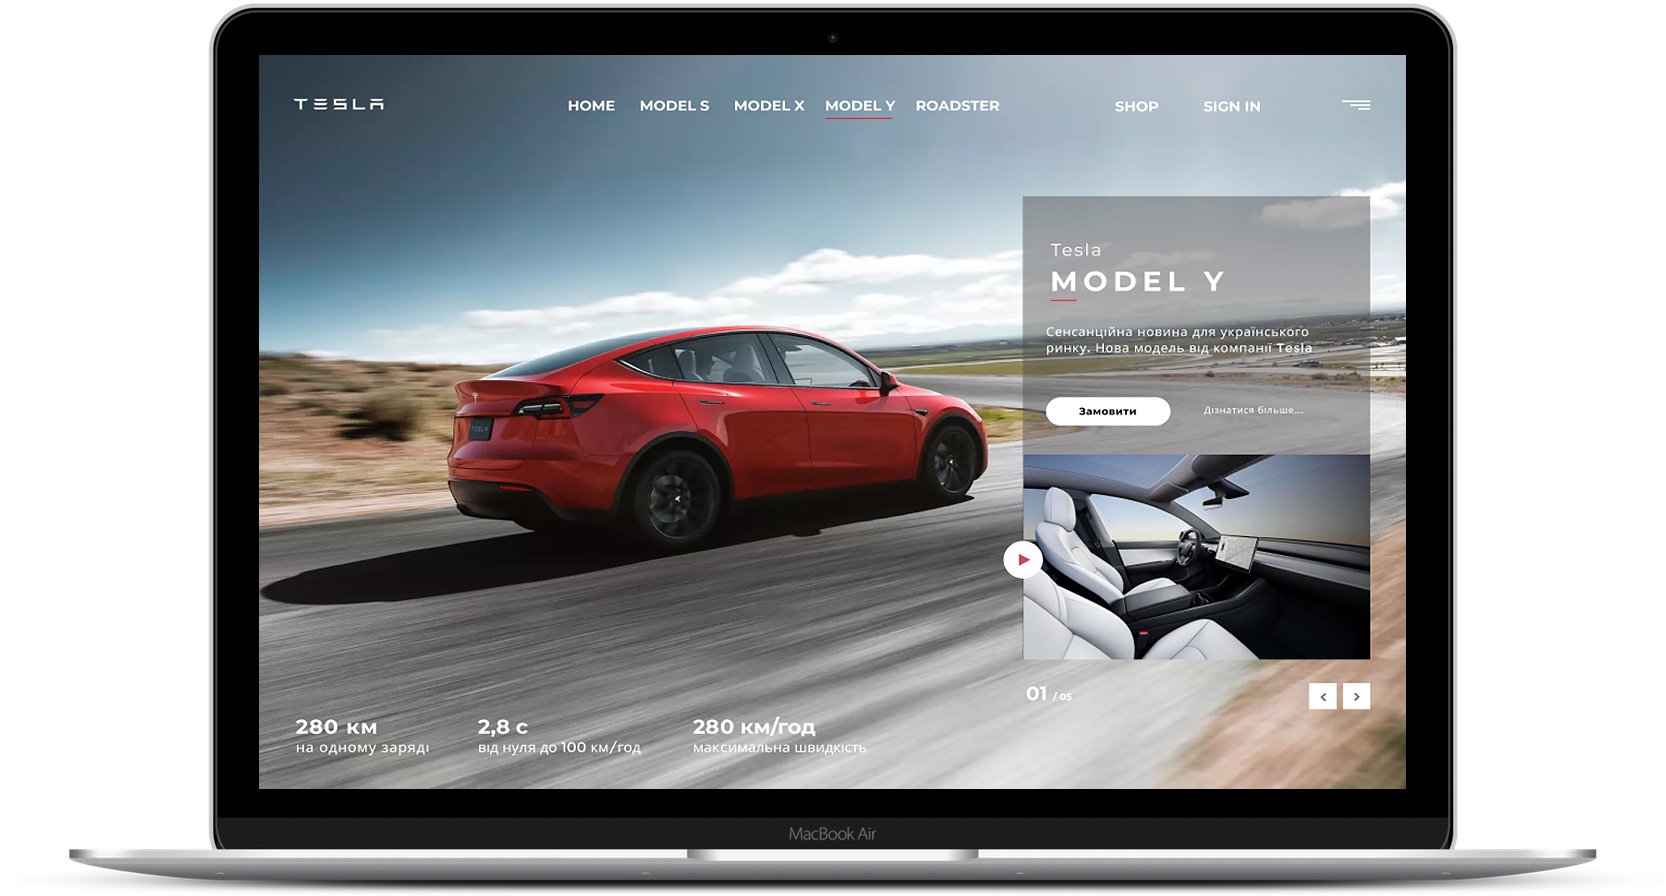 TESLA
HOME MODEL S MODEL X MODEL Y ROADSTER SHOP SIGN IN
Tesla
MODEL Y
Сенсанційна новина для українського
ринку. Нова модель від компанії Tesla
Замовити Дізнатися більше...
TESLA
01 / 05
280 км 2,8 с 280 км/год
на одному заряді від нуля до 100 км/год максимальна швидкість
MacBook Air